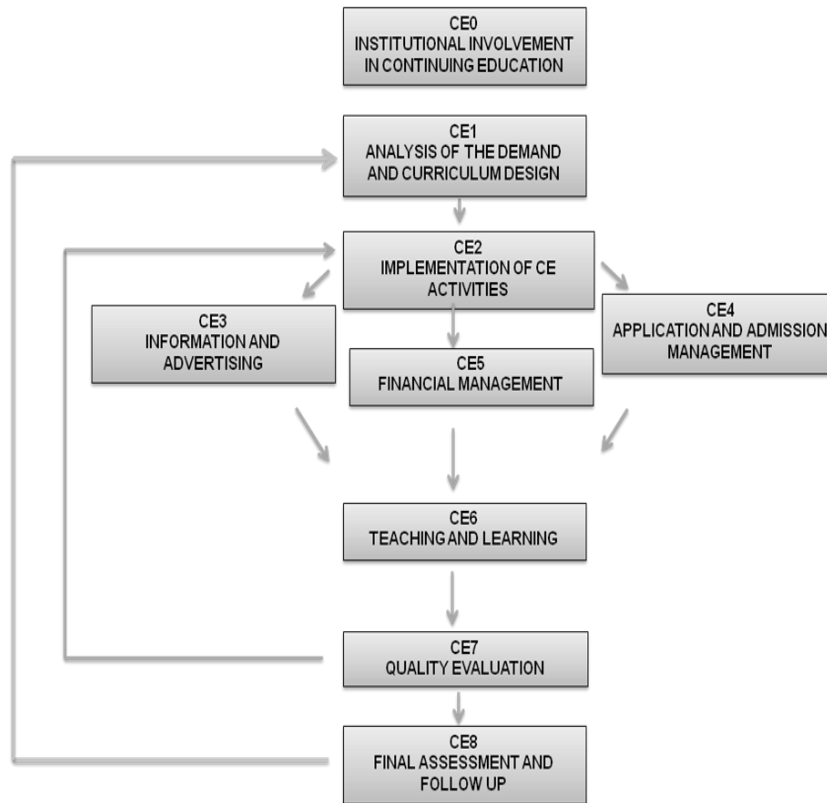 CE0
INSTITUTIONAL INVOLVEMENT
IN CONTINUING EDUCATION
CE1
ANALYSIS OF THE DEMAND
AND CURRICULUM DESIGN
CE2
IMPLEMENTATION OF CE
ACTIVITIES
CE3
INFORMATION AND
ADVERTISING
CE4
APPLICATION AND ADMISSION
MANAGEMENT
CE5
FINANCIAL MANAGEMENT
CE6
TEACHING AND LEARNING
CE7
QUALITY EVALUATION
CE8
FINAL ASSESSMENT AND
FOLLOW UP